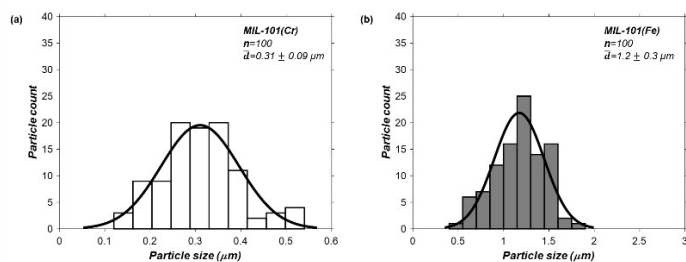 (a)
MIL-101(Cr)
n=100
d̅=0.31 ± 0.09 µm
Particle count
40
35
30
25
20
15
10
5
0
0 0.1 0.2 0.3 0.4 0.5 0.6
Particle size (µm)
(b)
MIL-101(Fe)
n=100
d̅=1.2 ± 0.3 µm
Particle count
40
35
30
25
20
15
10
5
0
0 0.5 1 1.5 2 2.5 3
Particle size (µm)